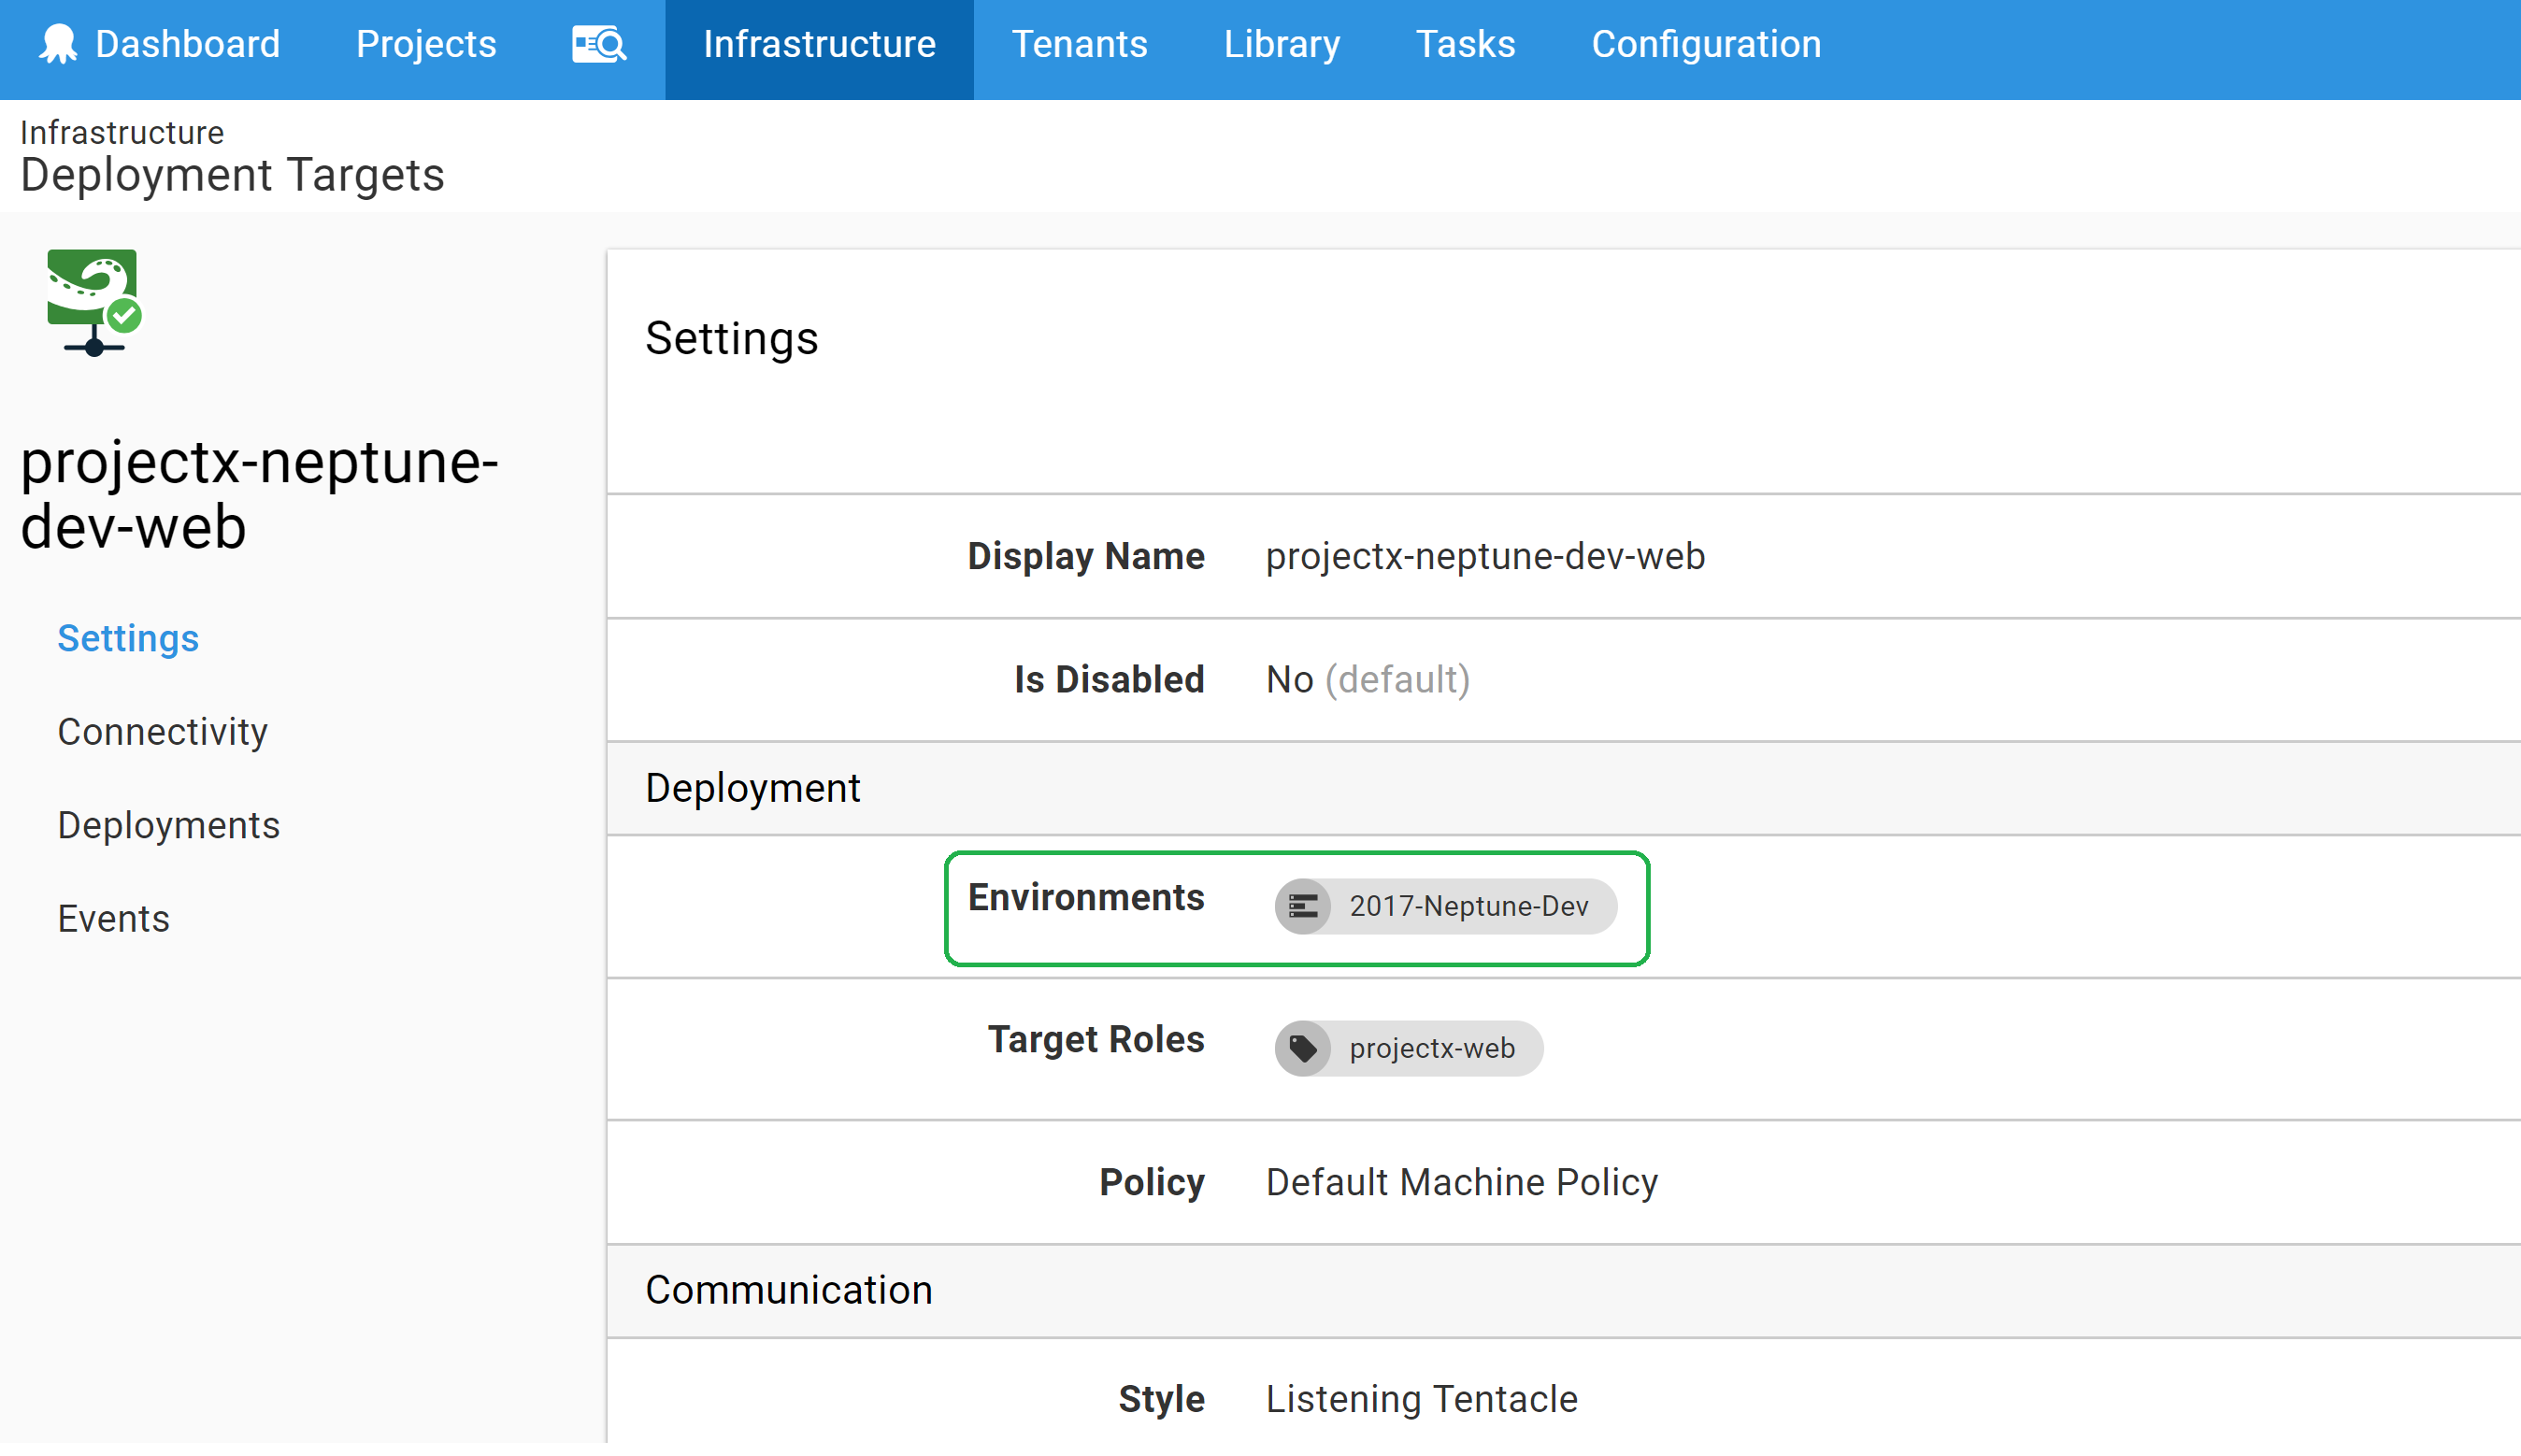 Dashboard Projects Infrastructure Tenants Library Tasks Configuration
Infrastructure
Deployment Targets
projectx-neptune-
dev-web
Settings
Connectivity
Deployments
Events
Settings
Display Name projectx-neptune-dev-web
Is Disabled No (default)
Deployment
Environments 2017-Neptune-Dev
Target Roles projectx-web
Policy Default Machine Policy
Communication
Style Listening Tentacle